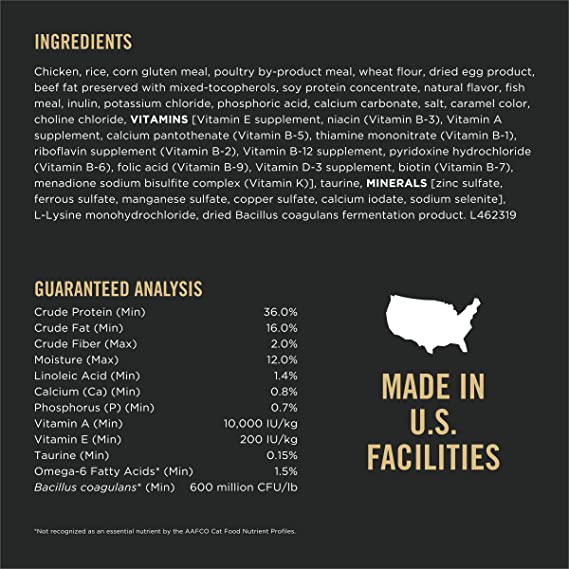 INGREDIENTS
Chicken, rice, corn gluten meal, poultry by-product meal, wheat flour, dried egg product,
beef fat preserved with mixed-tocopherols, soy protein concentrate, natural flavor, fish
meal, inulin, potassium chloride, phosphoric acid, calcium carbonate, salt, caramel color,
choline chloride, VITAMINS [Vitamin E supplement, niacin (Vitamin B-3), Vitamin A
supplement, calcium pantothenate (Vitamin B-5), thiamine mononitrate (Vitamin B-1),
riboflavin supplement (Vitamin B-2), Vitamin B-12 supplement, pyridoxine hydrochloride
(Vitamin B-6), folic acid (Vitamin B-9), Vitamin D-3 supplement, biotin (Vitamin B-7),
menadione sodium bisulfite complex (Vitamin K)], taurine, MINERALS [zinc sulfate,
ferrous sulfate, manganese sulfate, copper sulfate, calcium iodate, sodium selenite],
L-Lysine monohydrochloride, dried Bacillus coagulans fermentation product. L462319
GUARANTEED ANALYSIS
Crude Protein (Min) 36.0%
Crude Fat (Min) 16.0%
Crude Fiber (Max) 2.0%
Moisture (Max) 12.0%
Linoleic Acid (Min) 1.4%
Calcium (Ca) (Min) 0.8%
Phosphorus (P) (Min) 0.7%
Vitamin A (Min) 10,000 IU/kg
Vitamin E (Min) 200 IU/kg
Taurine (Min) 0.15%
Omega-6 Fatty Acids* (Min) 1.5%
Bacillus coagulans* (Min) 600 million CFU/lb
MADE IN
U.S.
FACILITIES
*Not recognized as an essential nutrient by the AAFCO Cat Food Nutrient Profiles.